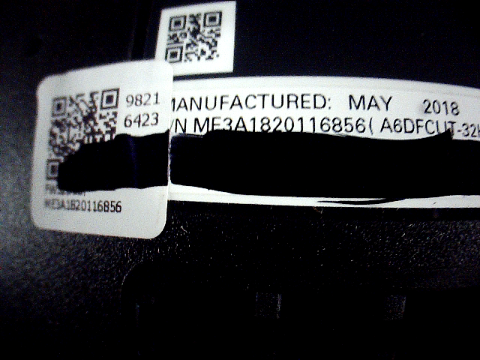 9821
6423
MANUFACTURED: MAY 2018
/N ME3A1820116856( A6DFCUT-32
ME3A1820116856